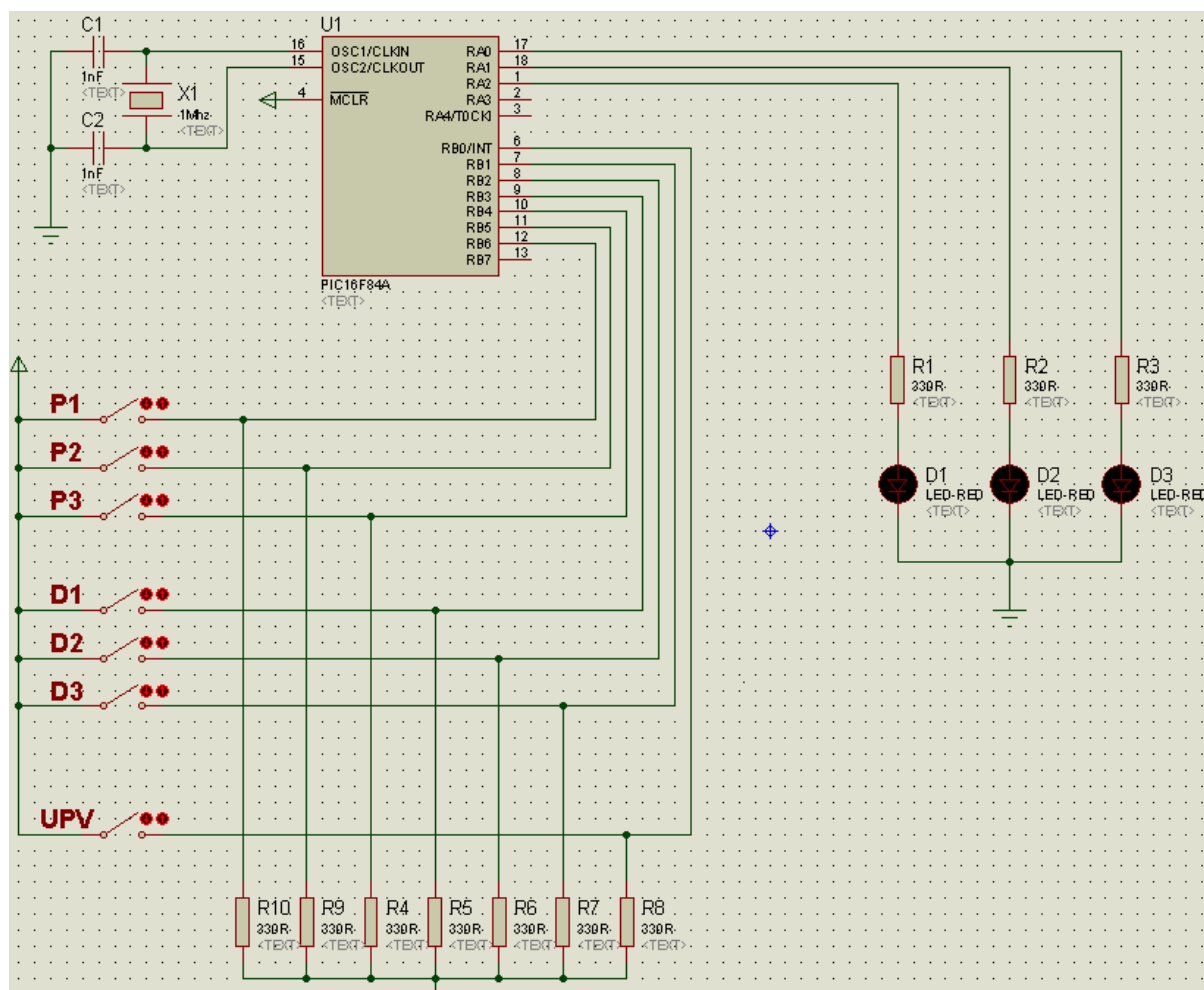 C1
1nF
<TEXT>
X1
1Mhz
<TEXT>
C2
1nF
<TEXT>
U1
16 OSC1/CLKIN RA0 17
15 OSC2/CLKOUT RA1 18
RA2 1
4 MCLR RA3 2
RA4/T0CKI 3
RB0/INT 6
RB1 7
RB2 8
RB3 9
RB4 10
RB5 11
RB6 12
RB7 13
PIC16F84A
<TEXT>
R1 R2 R3
330R 330R 330R
<TEXT> <TEXT> <TEXT>
P1
P2
P3
D1 D2 D3
LED-RED LED-RED LED-RED
<TEXT> <TEXT> <TEXT>
D1
D2
D3
UPV
R10 R9 R4 R5 R6 R7 R8
330R 330R 330R 330R 330R 330R 330R
<TEXT> <TEXT> <TEXT> <TEXT> <TEXT> <TEXT> <TEXT>